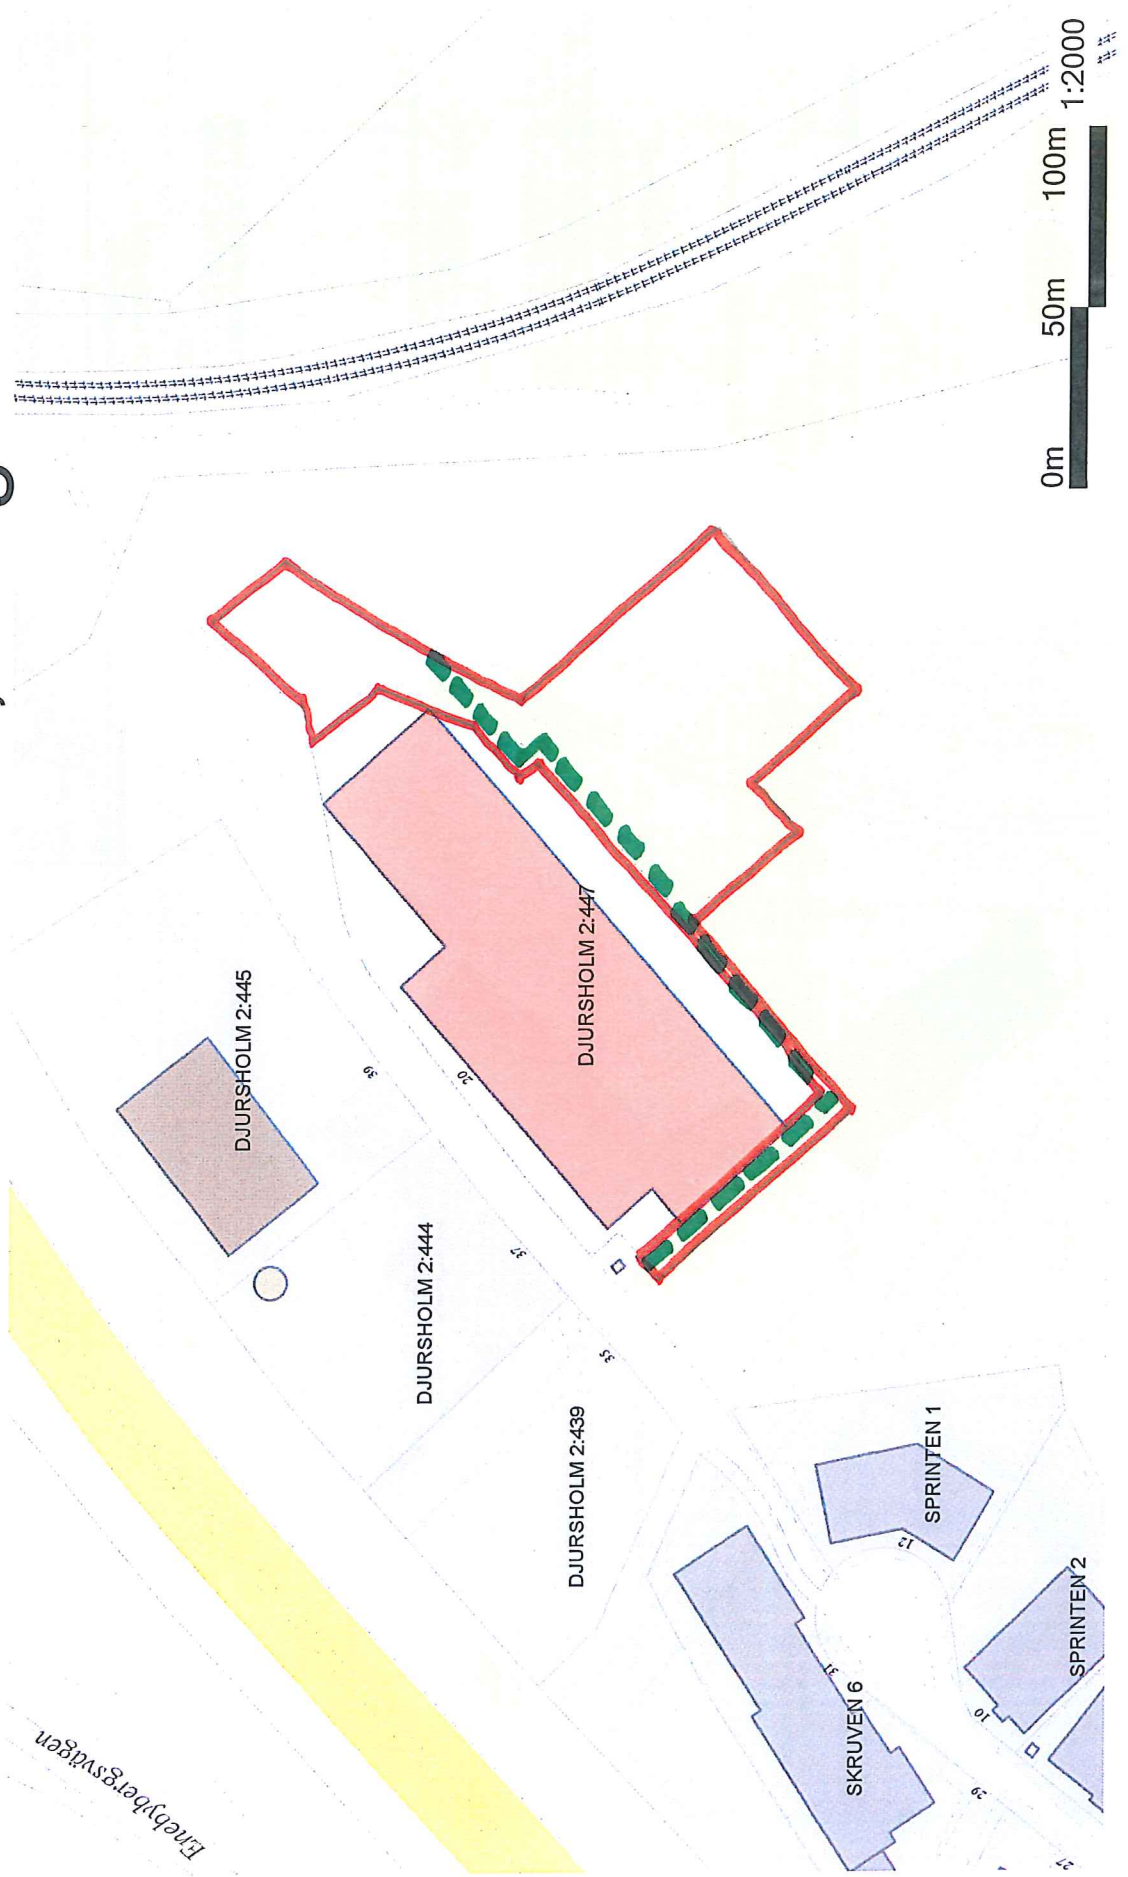 Enebybergsvägen
DJURSHOLM 2:445
39
DJURSHOLM 2:444
20
37
DJURSHOLM 2:447
DJURSHOLM 2:439
35
SKRUVEN 6
31
SPRINTEN 1
12
SPRINTEN 2
10
29
27
0m 50m 100m 1:2000